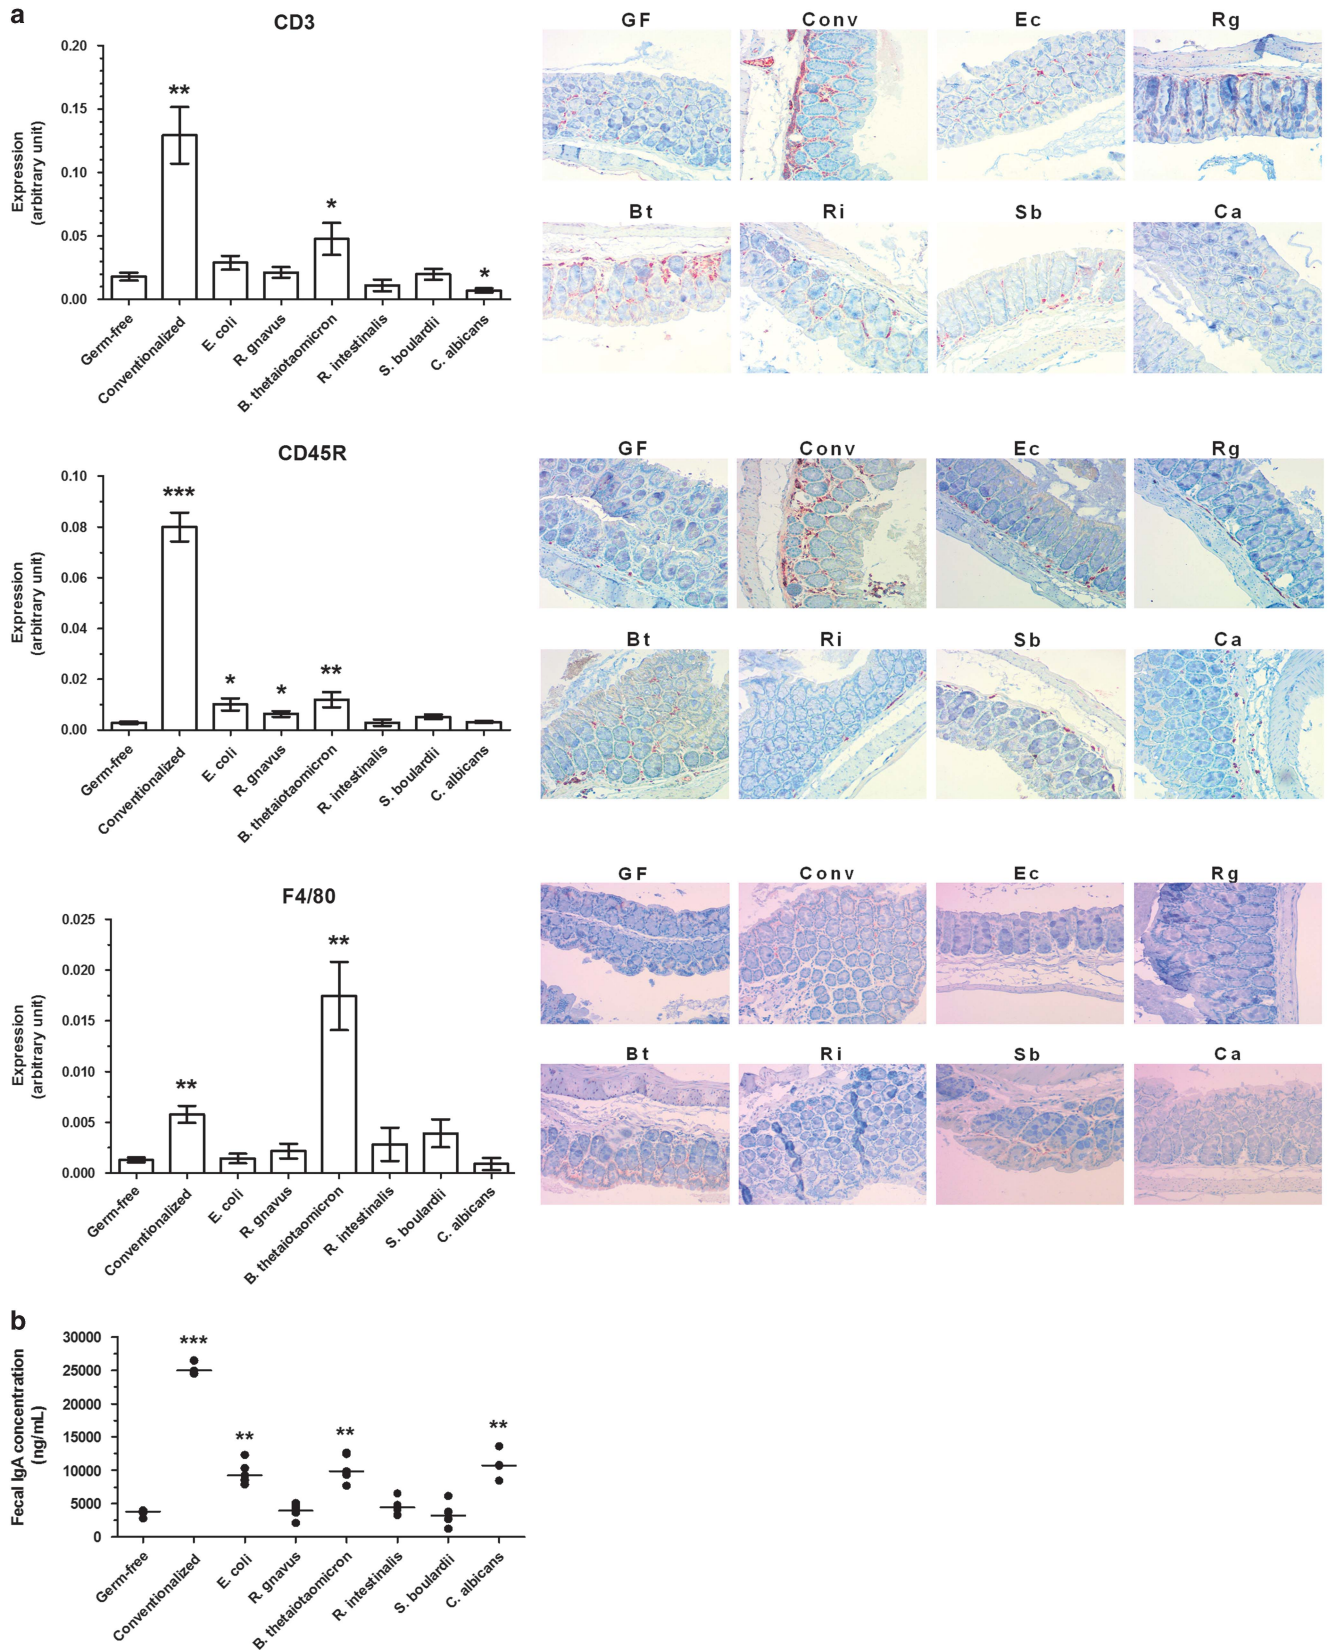 a
CD3
Expression
(arbitrary unit)
0.20
0.15
0.10
0.05
0.00
**
*
*
Germ-free
Conventionalized
E. coli
R. gnavus
B. thetaiotaomicron
R. intestinalis
S. boulardii
C. albicans
GF Conv Ec Rg
Bt Ri Sb Ca
CD45R
Expression
(arbitrary unit)
0.10
0.08
0.06
0.04
0.02
0.00
***
*
*
**
Germ-free
Conventionalized
E. coli
R. gnavus
B. thetaiotaomicron
R. intestinalis
S. boulardii
C. albicans
GF Conv Ec Rg
Bt Ri Sb Ca
F4/80
Expression
(arbitrary unit)
0.025
0.020
0.015
0.010
0.005
0.000
**
**
Germ-free
Conventionalized
E. coli
R. gnavus
B. thetaiotaomicron
R. intestinalis
S. boulardii
C. albicans
GF Conv Ec Rg
Bt Ri Sb Ca
b
Fecal IgA concentration
(ng/mL)
30000
25000
20000
15000
10000
5000
0
***
**
**
**
Germ-free
Conventionalized
E. coli
R. gnavus
B. thetaiotaomicron
R. intestinalis
S. boulardii
C. albicans